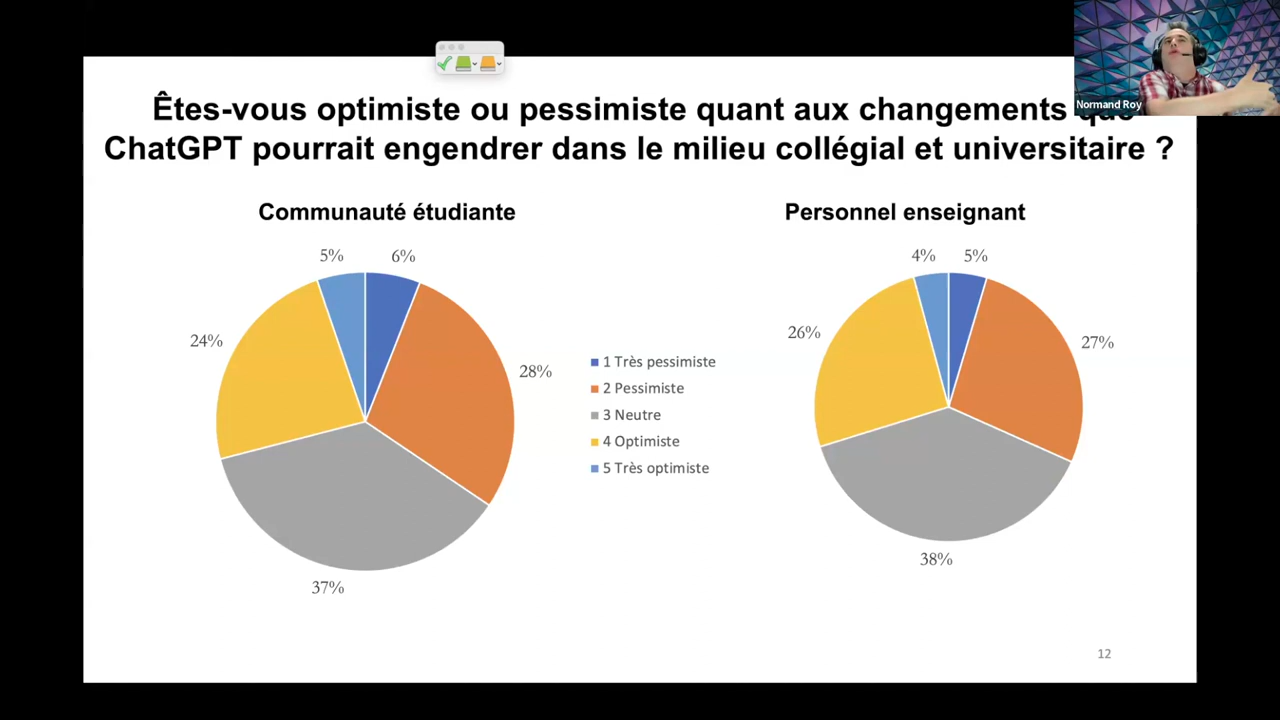 Normand Roy
Êtes-vous optimiste ou pessimiste quant aux changements que
ChatGPT pourrait engendrer dans le milieu collégial et universitaire ?
Communauté étudiante
5%
6%
24%
28%
37%
1 Très pessimiste
2 Pessimiste
3 Neutre
4 Optimiste
5 Très optimiste
Personnel enseignant
4%
5%
26%
27%
38%
12